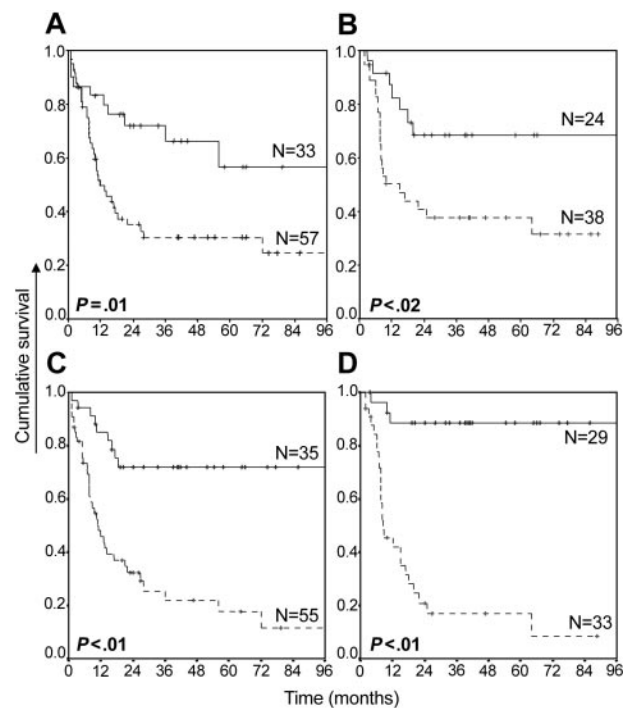 A
B
1.0
0.8
0.6
0.4
0.2
0.0
N=33
N=57
P=.01
0 12 24 36 48 60 72 84 96
1.0
0.8
0.6
0.4
0.2
0.0
N=24
N=38
P<.02
0 12 24 36 48 60 72 84 96
Cumulative survival
C
D
1.0
0.8
0.6
0.4
0.2
0.0
N=35
N=55
P<.01
0 12 24 36 48 60 72 84 96
1.0
0.8
0.6
0.4
0.2
0.0
N=29
N=33
P<.01
0 12 24 36 48 60 72 84 96
Time (months)